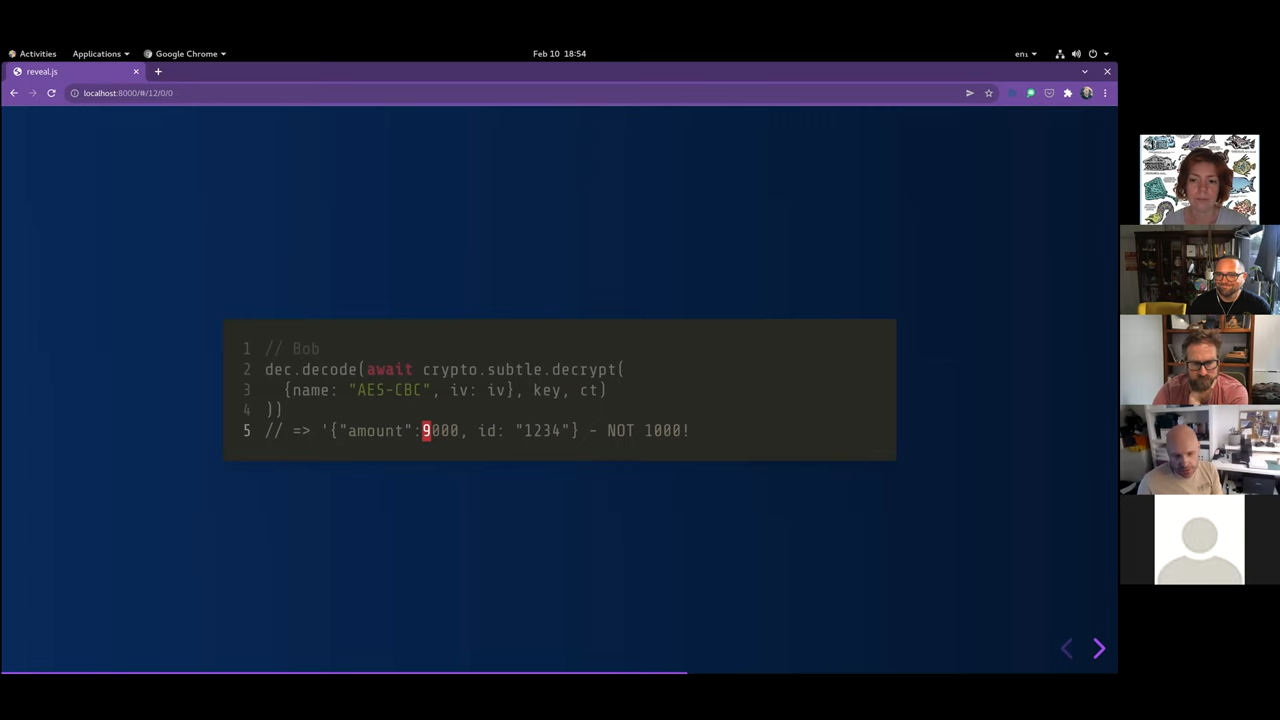 Activities
Applications
Google Chrome
Feb 10 18:54
en₁
reveal.js
localhost:8000/#/12/0/0
1 // Bob
2 dec.decode(await crypto.subtle.decrypt(
3 {name: "AES-CBC", iv: iv}, key, ct)
4 ))
5 // => '{"amount":9000, id: "1234"} - NOT 1000!